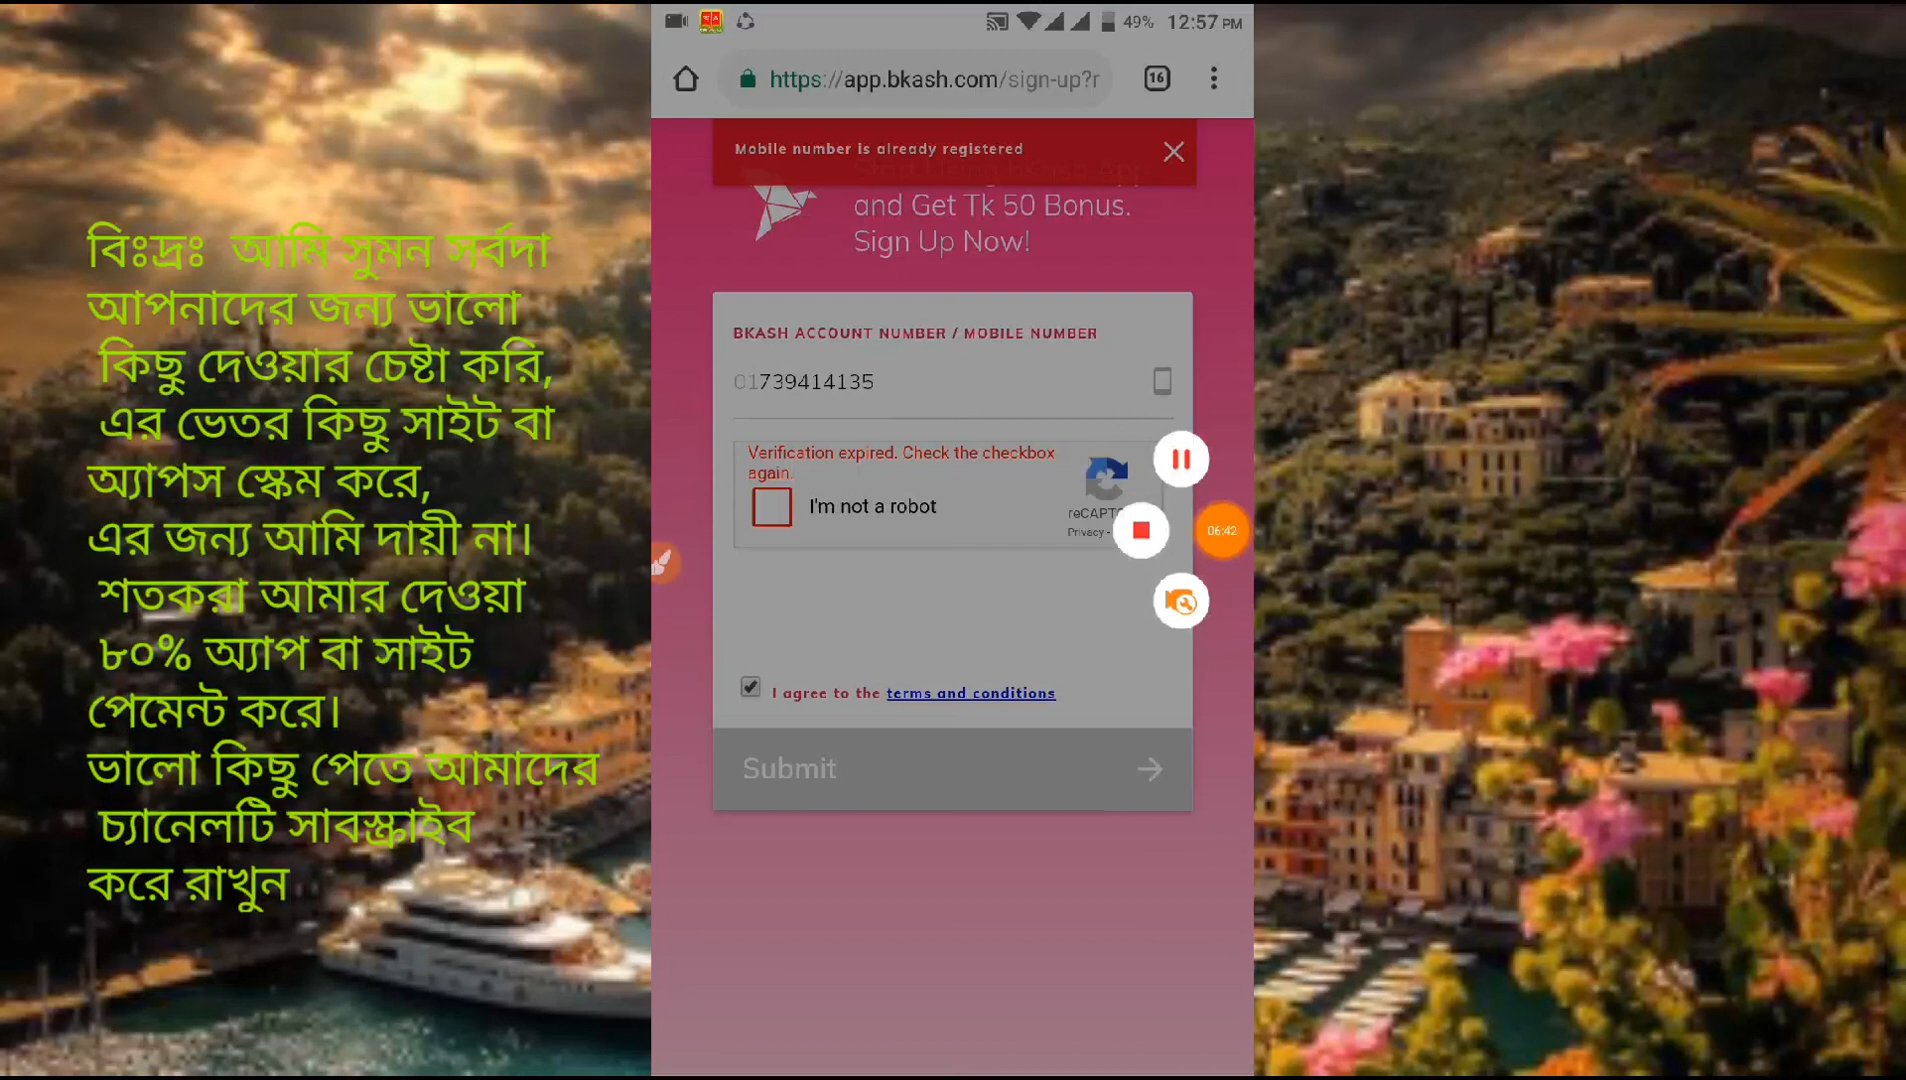 বিঃদ্রঃ আমি সুমন সর্বদা
আপনাদের জন্য ভালো
কিছু দেওয়ার চেষ্টা করি,
এর ভেতর কিছু সাইট বা
অ্যাপস স্কেম করে,
এর জন্য আমি দায়ী না।
শতকরা আমার দেওয়া
৮০% অ্যাপ বা সাইট
পেমেন্ট করে।
ভালো কিছু পেতে আমাদের
চ্যানেলটি সাবস্ক্রাইব
করে রাখুন
49% 12:57 PM
https://app.bkash.com/sign-up?r
16
Mobile number is already registered
and Get Tk 50 Bonus.
Sign Up Now!
BKASH ACCOUNT NUMBER / MOBILE NUMBER
01739414135
Verification expired. Check the checkbox
again.
I'm not a robot
reCAPT
Privacy -
06:42
I agree to the terms and conditions
Submit